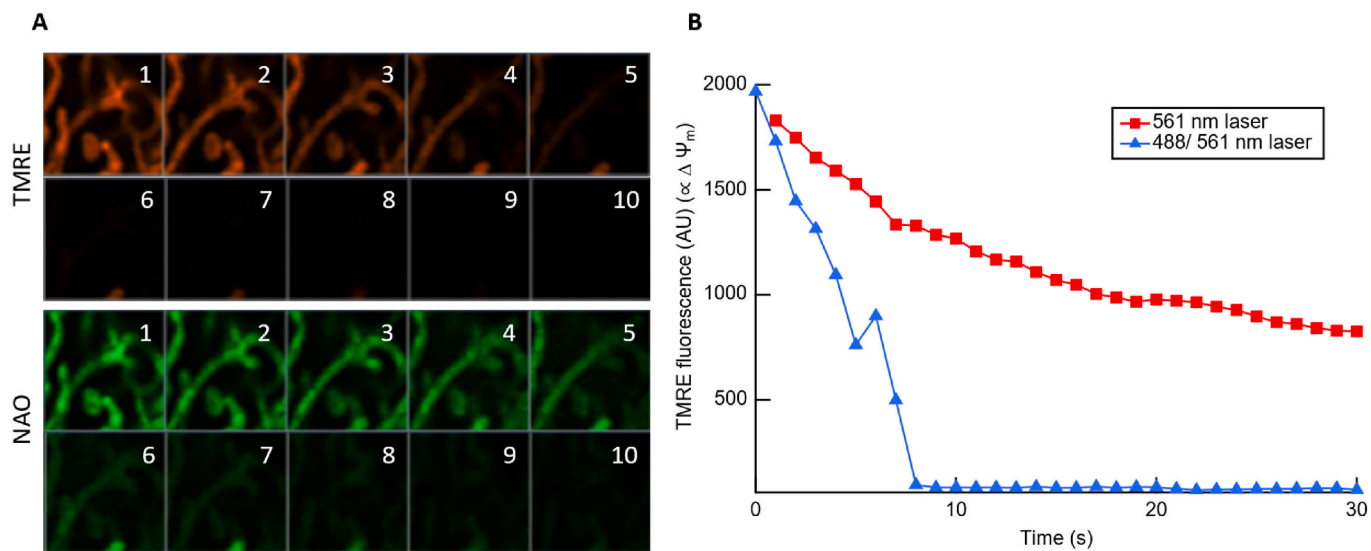 A
TMRE
1 2 3 4 5
6 7 8 9 10
NAO
1 2 3 4 5
6 7 8 9 10
B
TMRE fluorescence (AU) (∝ Δ Ψm)
2000
1500
1000
500
561 nm laser
488/ 561 nm laser
0 10 20 30
Time (s)